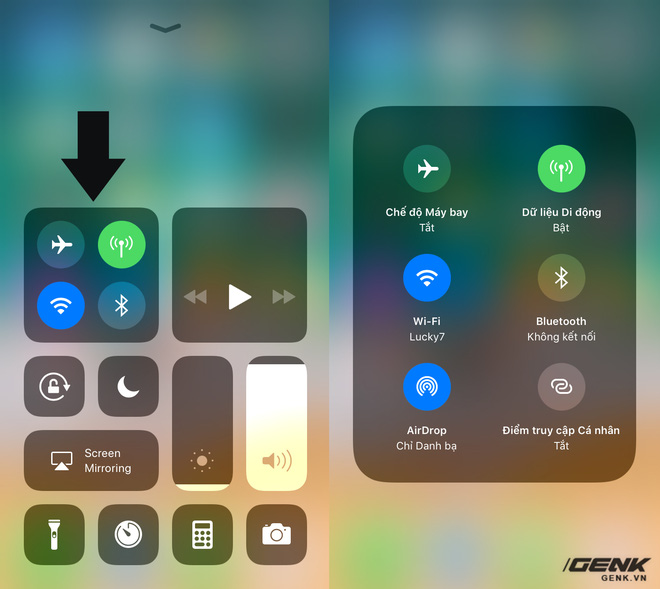 Screen
Mirroring
Chế độ Máy bay
Tắt
Dữ liệu Di động
Bật
Wi-Fi
Lucky7
Bluetooth
Không kết nối
AirDrop
Chỉ Danh bạ
Điểm truy cập Cá nhân
Tắt
GENK
GENK.VN